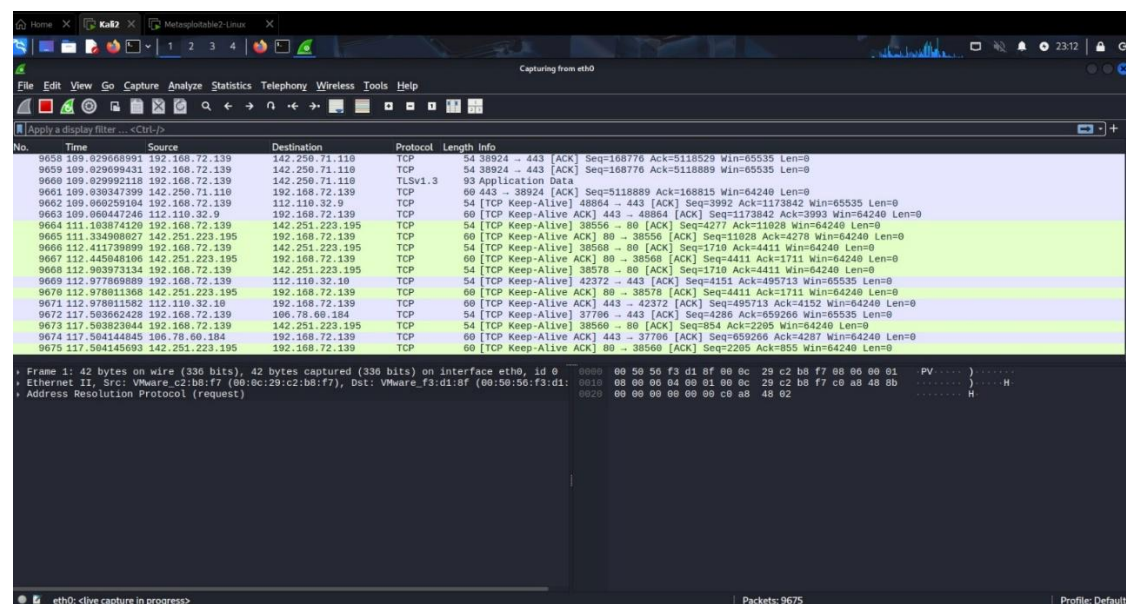 Home Kali2 Metasploitable2-Linux
1 2 3 4 23:12
Capturing from eth0
File Edit View Go Capture Analyze Statistics Telephony Wireless Tools Help
Apply a display filter ... <Ctrl-/>
No. Time Source Destination Protocol Length Info
9658 109.029668991 192.168.72.139 142.250.71.110 TCP 54 38924 → 443 [ACK] Seq=168776 Ack=5118529 Win=65535 Len=0
9659 109.029699431 192.168.72.139 142.250.71.110 TCP 54 38924 → 443 [ACK] Seq=168776 Ack=5118889 Win=65535 Len=0
9660 109.029992118 192.168.72.139 142.250.71.110 TLSv1.3 93 Application Data
9661 109.030347399 142.250.71.110 192.168.72.139 TCP 60 443 → 38924 [ACK] Seq=5118889 Ack=168815 Win=64240 Len=0
9662 109.060259104 192.168.72.139 112.110.32.9 TCP 54 [TCP Keep-Alive] 48864 → 443 [ACK] Seq=3992 Ack=1173842 Win=65535 Len=0
9663 109.060447246 112.110.32.9 192.168.72.139 TCP 60 [TCP Keep-Alive ACK] 443 → 48864 [ACK] Seq=1173842 Ack=3993 Win=64240 Len=0
9664 111.103874120 192.168.72.139 142.251.223.195 TCP 54 [TCP Keep-Alive] 38556 → 80 [ACK] Seq=4277 Ack=11028 Win=64240 Len=0
9665 111.334908027 142.251.223.195 192.168.72.139 TCP 60 [TCP Keep-Alive ACK] 80 → 38556 [ACK] Seq=11028 Ack=4278 Win=64240 Len=0
9666 112.411739899 192.168.72.139 142.251.223.195 TCP 54 [TCP Keep-Alive] 38568 → 80 [ACK] Seq=1710 Ack=4411 Win=64240 Len=0
9667 112.445048106 142.251.223.195 192.168.72.139 TCP 60 [TCP Keep-Alive ACK] 80 → 38568 [ACK] Seq=4411 Ack=1711 Win=64240 Len=0
9668 112.903973134 192.168.72.139 142.251.223.195 TCP 54 [TCP Keep-Alive] 38578 → 80 [ACK] Seq=1710 Ack=4411 Win=64240 Len=0
9669 112.977869889 192.168.72.139 112.110.32.10 TCP 54 [TCP Keep-Alive] 42372 → 443 [ACK] Seq=4151 Ack=495713 Win=65535 Len=0
9670 112.978011368 142.251.223.195 192.168.72.139 TCP 60 [TCP Keep-Alive ACK] 80 → 38578 [ACK] Seq=4411 Ack=1711 Win=64240 Len=0
9671 112.978011582 112.110.32.10 192.168.72.139 TCP 60 [TCP Keep-Alive ACK] 443 → 42372 [ACK] Seq=495713 Ack=4152 Win=64240 Len=0
9672 117.503662428 192.168.72.139 106.78.60.184 TCP 54 [TCP Keep-Alive] 37706 → 443 [ACK] Seq=4286 Ack=659266 Win=65535 Len=0
9673 117.503823044 192.168.72.139 142.251.223.195 TCP 54 [TCP Keep-Alive] 38560 → 80 [ACK] Seq=854 Ack=2205 Win=64240 Len=0
9674 117.504144845 106.78.60.184 192.168.72.139 TCP 60 [TCP Keep-Alive ACK] 443 → 37706 [ACK] Seq=659266 Ack=4287 Win=64240 Len=0
9675 117.504145693 142.251.223.195 192.168.72.139 TCP 60 [TCP Keep-Alive ACK] 80 → 38560 [ACK] Seq=2205 Ack=855 Win=64240 Len=0
Frame 1: 42 bytes on wire (336 bits), 42 bytes captured (336 bits) on interface eth0, id 0 0000 00 50 56 f3 d1 8f 00 0c 29 c2 b8 f7 08 06 00 01 ·PV····· )·······
Ethernet II, Src: VMware_c2:b8:f7 (00:0c:29:c2:b8:f7), Dst: VMware_f3:d1:8f (00:50:56:f3:d1: 0010 08 00 06 04 00 01 00 0c 29 c2 b8 f7 c0 a8 48 8b ········ )·····H·
Address Resolution Protocol (request) 0020 00 00 00 00 00 00 c0 a8 48 02 ········ H·
eth0: <live capture in progress> Packets: 9675 Profile: Default